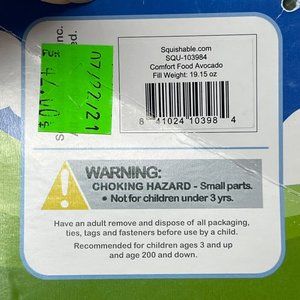 Squishable.com
SQU-103984
Comfort Food Avocado
Fill Weight: 19.15 oz
8 41024 10398 4
Inc.
07/22/21
WARNING:
CHOKING HAZARD - Small parts.
• Not for children under 3 yrs.
Have an adult remove and dispose of all packaging,
ties, tags and fasteners before use by a child.
Recommended for children ages 3 and up
and age 200 and down.